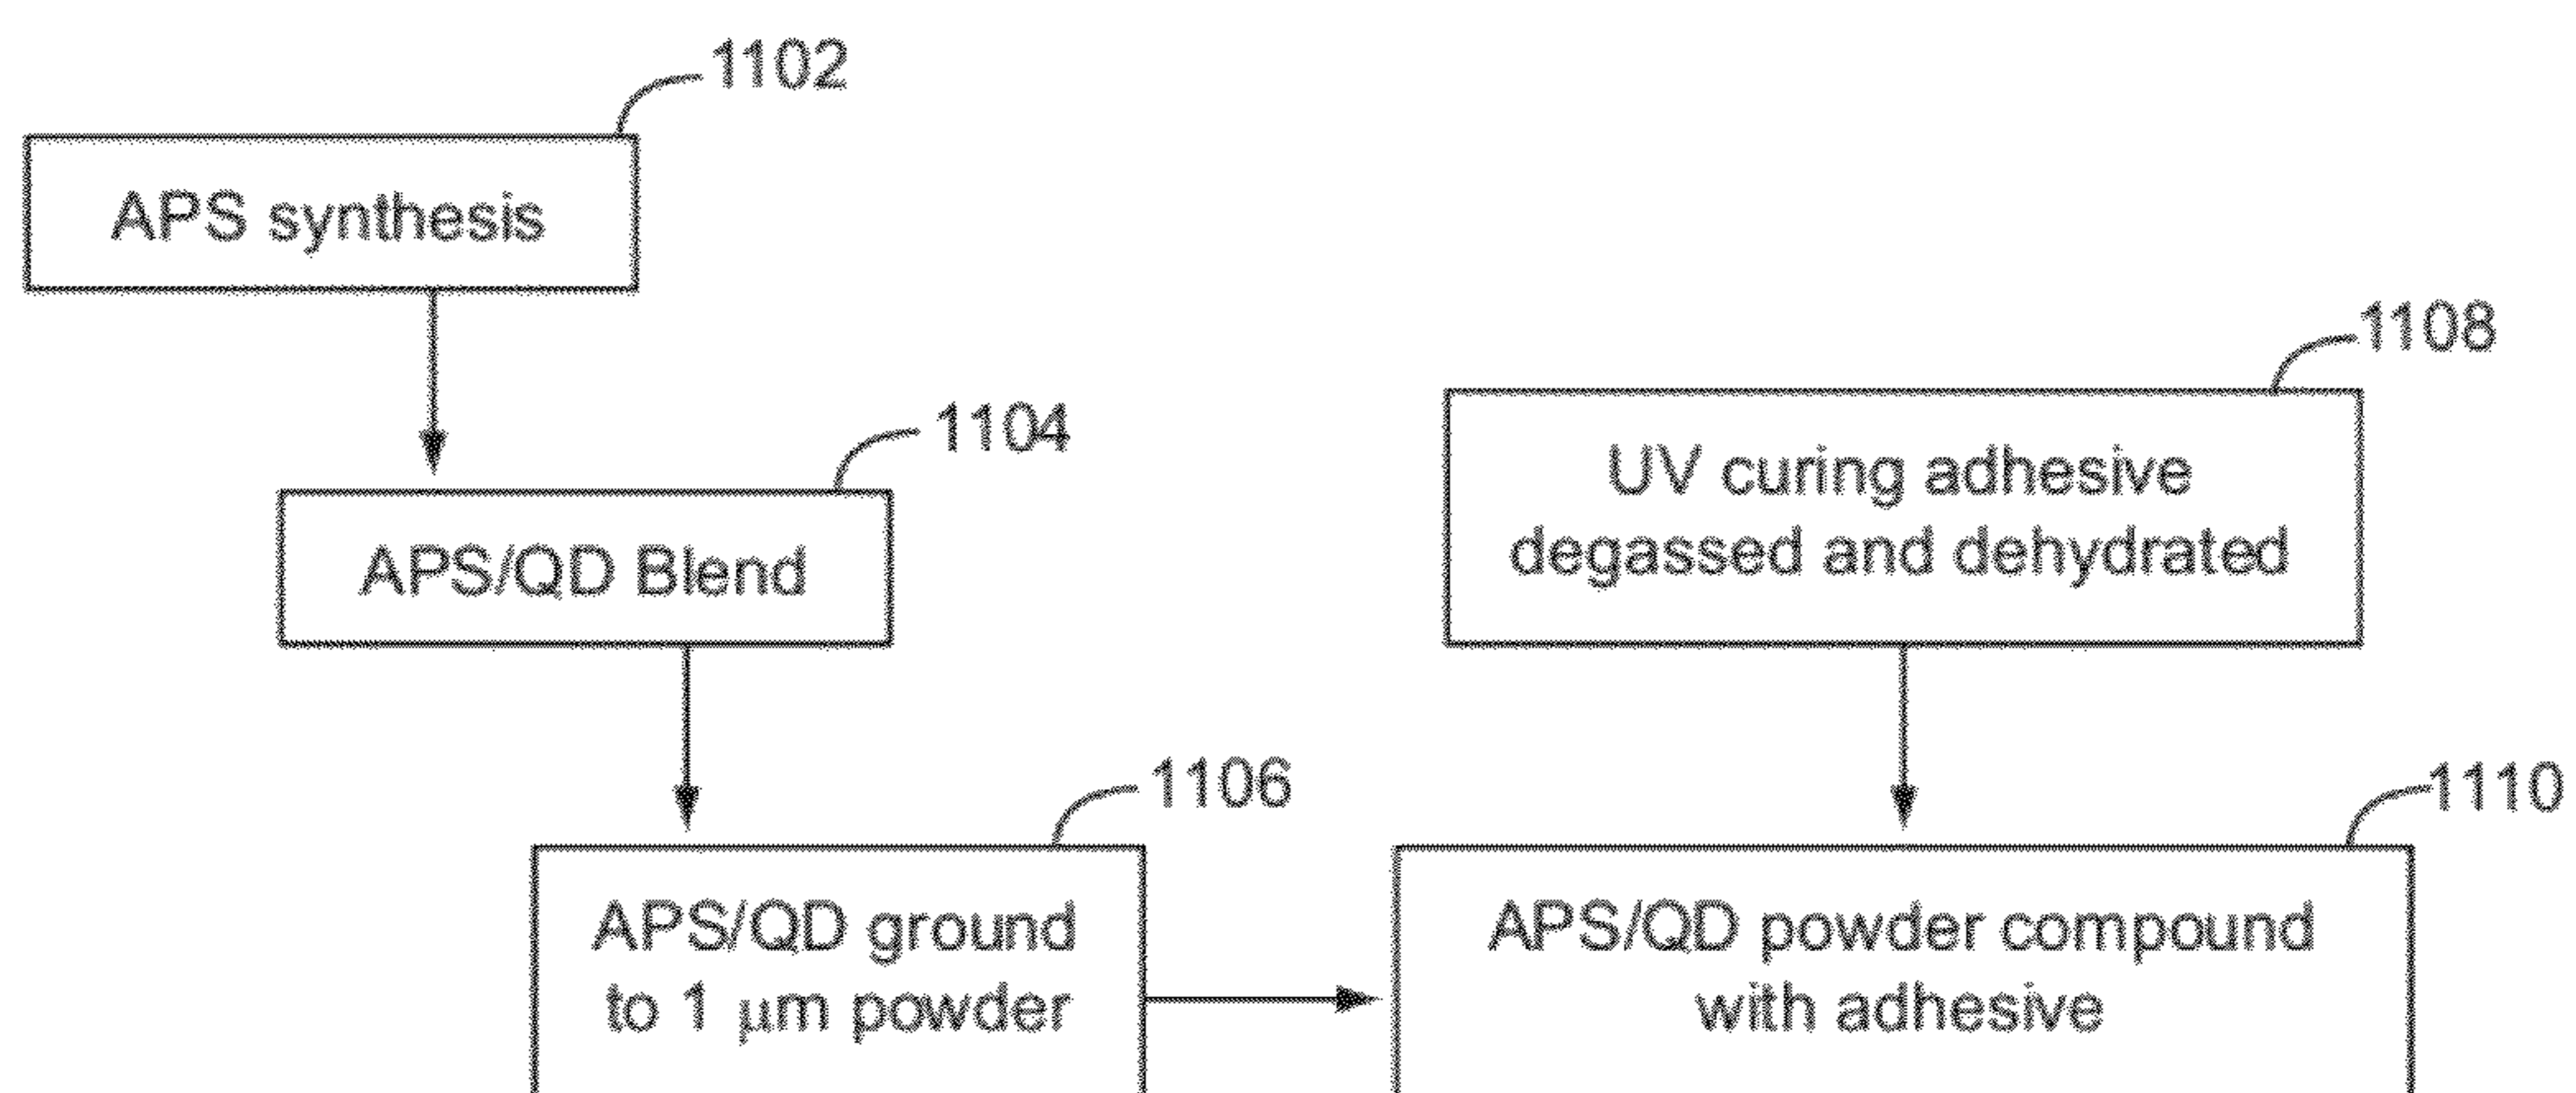 1102
APS synthesis
1104
APS/QD Blend
1108
UV curing adhesive
degassed and dehydrated
1106
APS/QD ground
to 1 μm powder
1110
APS/QD powder compound
with adhesive